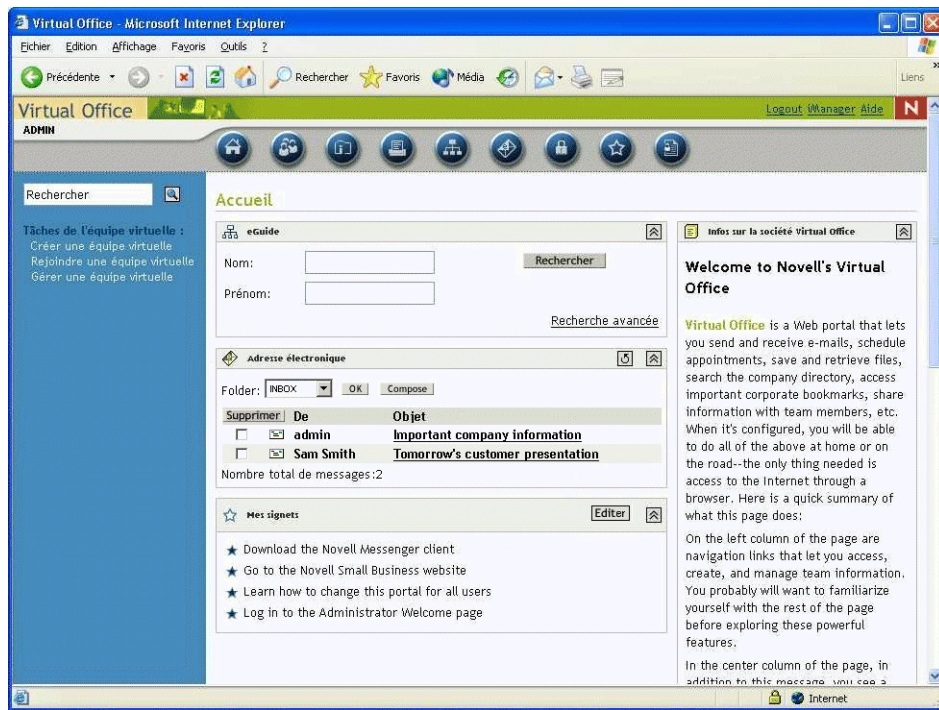 Virtual Office - Microsoft Internet Explorer
Fichier Edition Affichage Favoris Outils ?
Précédente Rechercher Favoris Média Liens
Virtual Office
Logout iManager Aide N
ADMIN
Rechercher
Tâches de l'équipe virtuelle :
Créer une équipe virtuelle
Rejoindre une équipe virtuelle
Gérer une équipe virtuelle
Accueil
eGuide
Nom:
Rechercher
Prénom:
Recherche avancée
Adresse électronique
Folder: INBOX OK Compose
Supprimer De Objet
admin Important company information
Sam Smith Tomorrow's customer presentation
Nombre total de messages:2
Mes signets Editer
Download the Novell Messenger client
Go to the Novell Small Business website
Learn how to change this portal for all users
Log in to the Administrator Welcome page
Infos sur la société Virtual Office
Welcome to Novell's Virtual
Office
Virtual Office is a Web portal that lets
you send and receive e-mails, schedule
appointments, save and retrieve files,
search the company directory, access
important corporate bookmarks, share
information with team members, etc.
When it's configured, you will be able
to do all of the above at home or on
the road--the only thing needed is
access to the Internet through a
browser. Here is a quick summary of
what this page does:
On the left column of the page are
navigation links that let you access,
create, and manage team information.
You probably will want to familiarize
yourself with the rest of the page
before exploring these powerful
features.
In the center column of the page, in
addition to this message, you see a
Internet